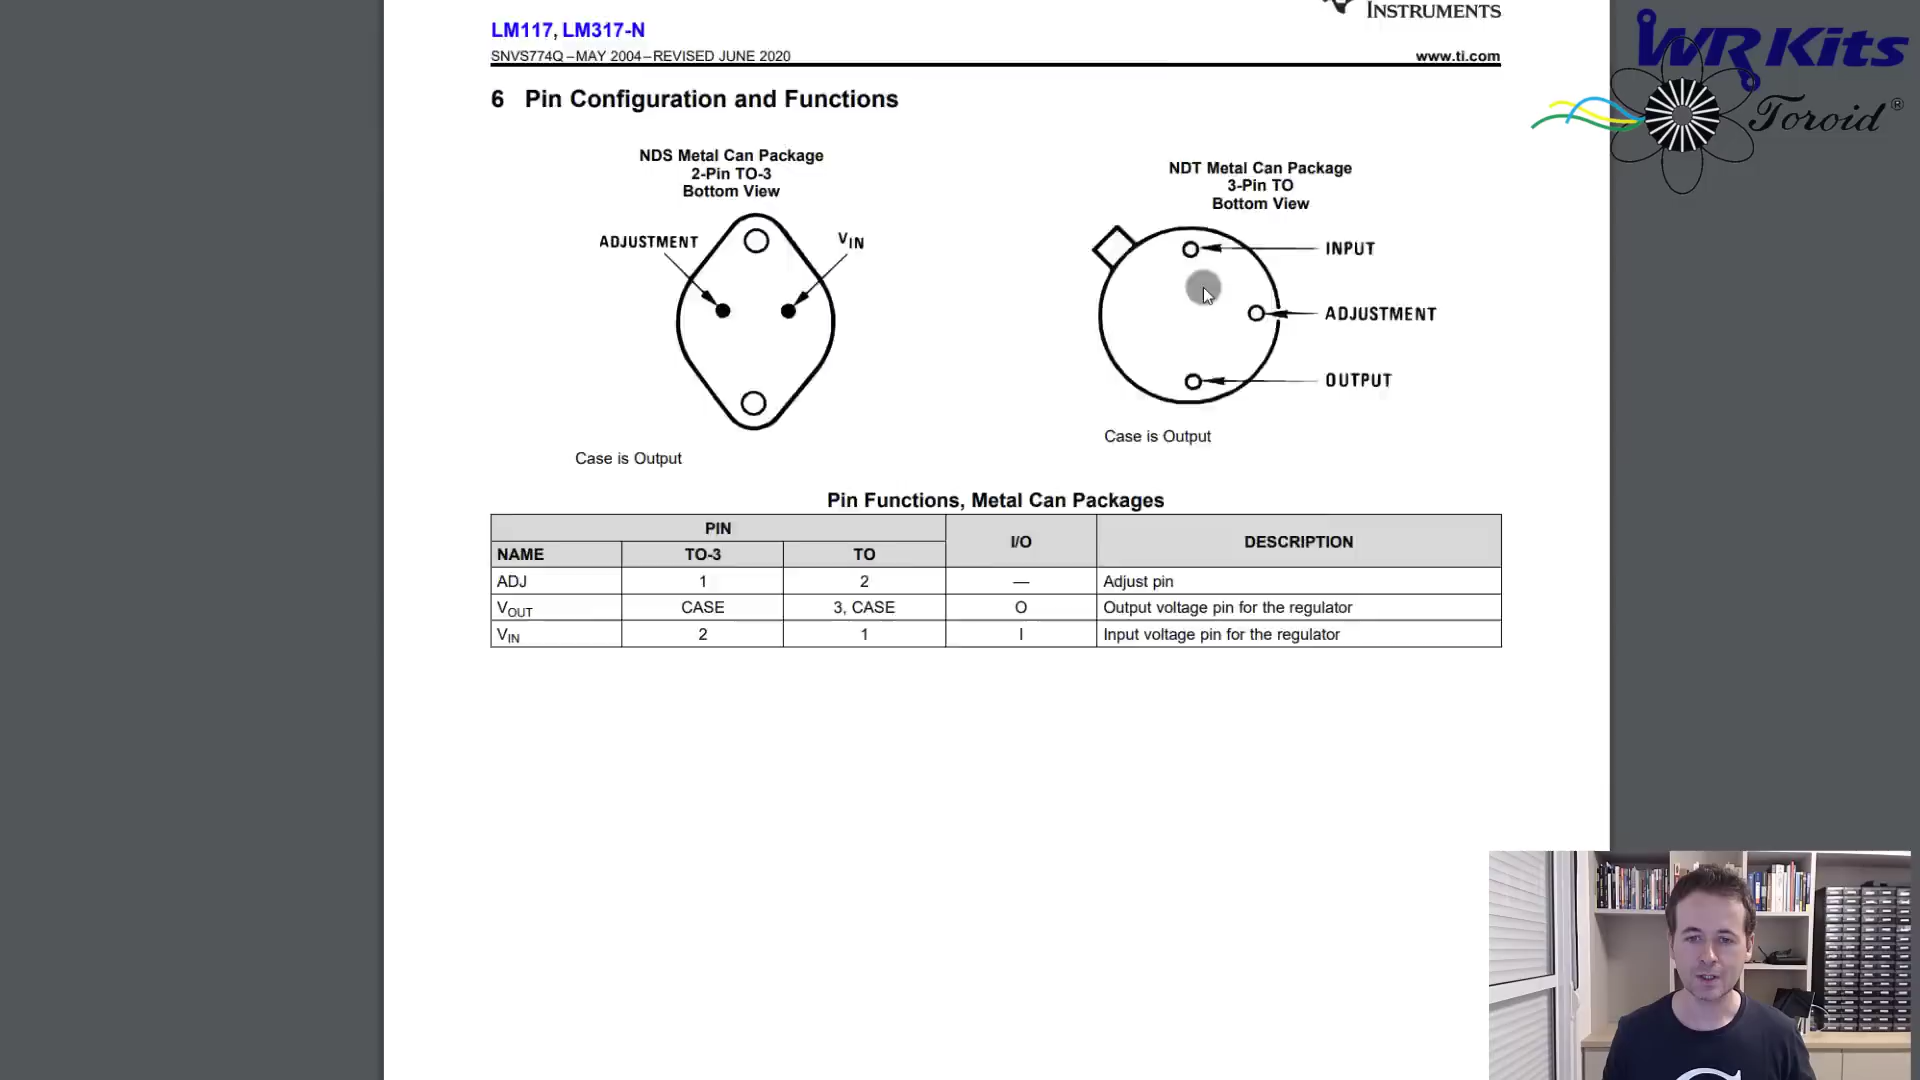 INSTRUMENTS
LM117, LM317-N
SNVS774Q – MAY 2004 – REVISED JUNE 2020
www.ti.com
WR Kits
Toroid®
6 Pin Configuration and Functions
NDS Metal Can Package
2-Pin TO-3
Bottom View
ADJUSTMENT
VIN
Case is Output
NDT Metal Can Package
3-Pin TO
Bottom View
INPUT
ADJUSTMENT
OUTPUT
Case is Output
Pin Functions, Metal Can Packages
PIN I/O DESCRIPTION
NAME TO-3 TO
ADJ 1 2 — Adjust pin
VOUT CASE 3, CASE O Output voltage pin for the regulator
VIN 2 1 I Input voltage pin for the regulator